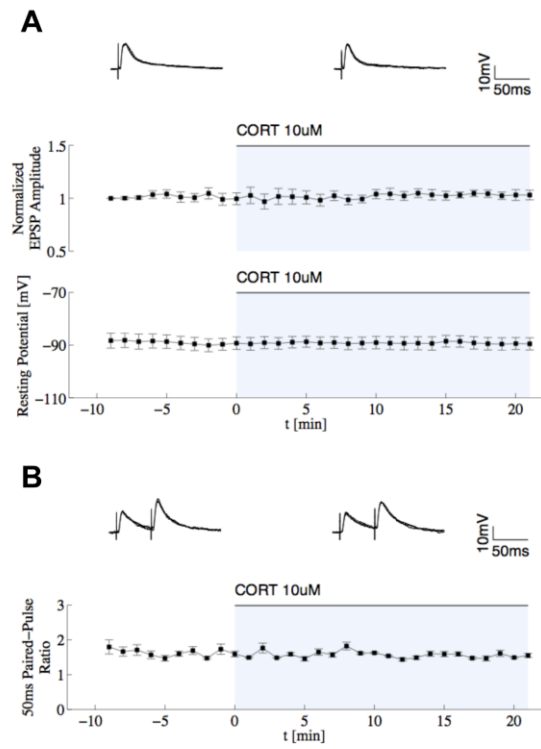 A
10mV
50ms
CORT 10uM
Normalized
EPSP Amplitude
1.5
1
0.5
CORT 10uM
Resting Potential [mV]
−70
−90
−110
−10 −5 0 5 10 15 20
t [min]
B
10mV
50ms
CORT 10uM
50ms Paired−Pulse
Ratio
3
2
1
0
−10 −5 0 5 10 15 20
t [min]